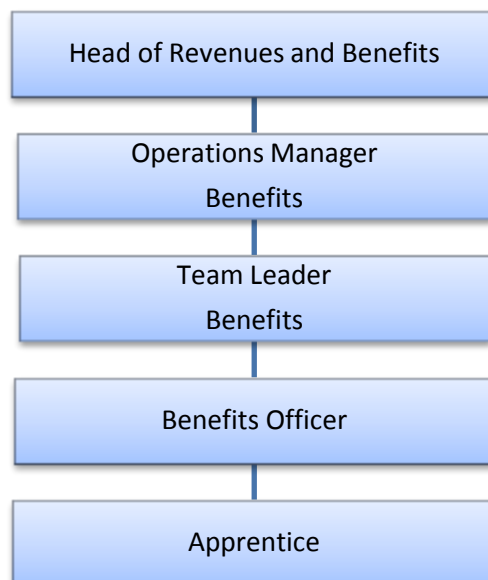 Head of Revenues and Benefits
Operations Manager
Benefits
Team Leader
Benefits
Benefits Officer
Apprentice